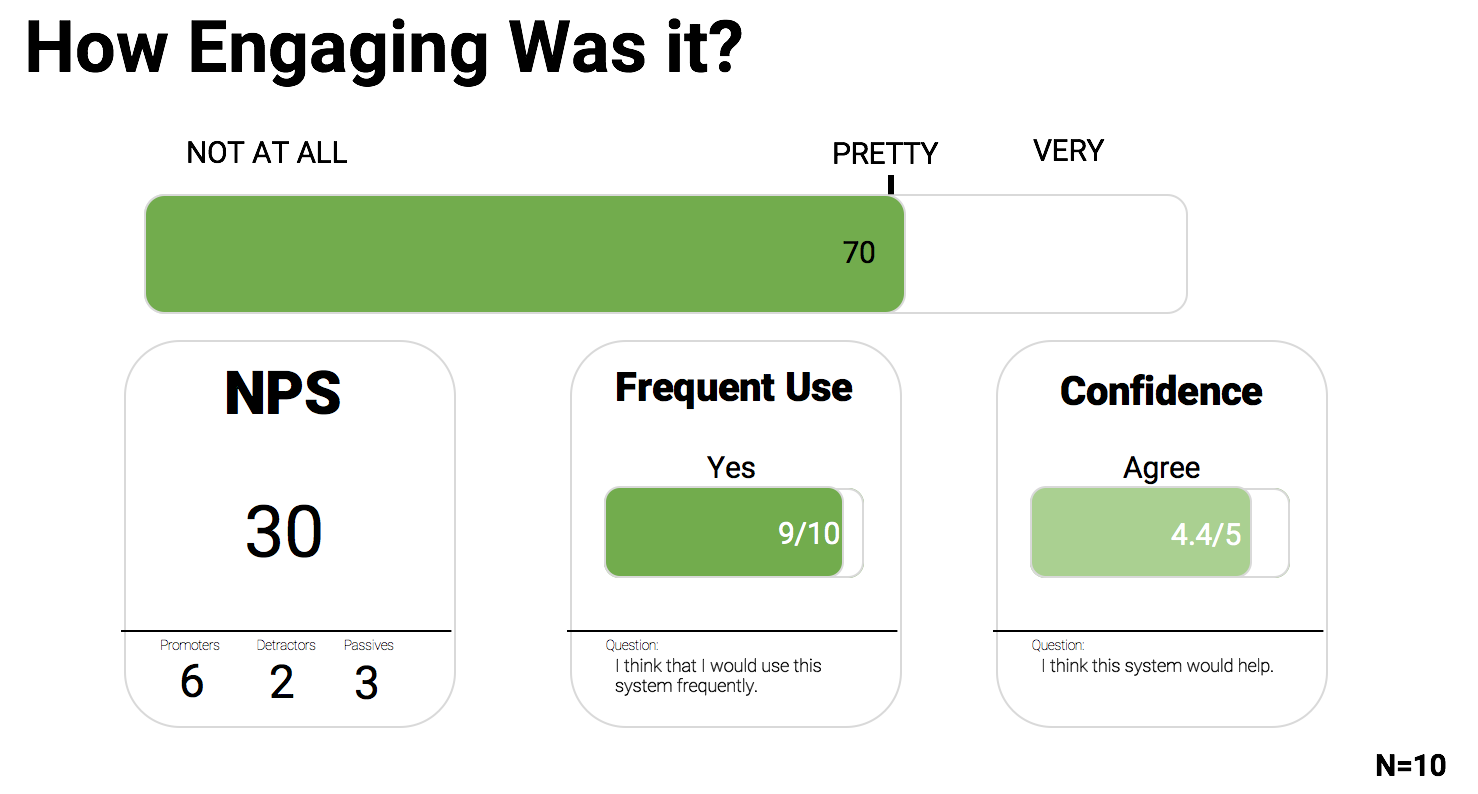 How Engaging Was it?
NOT AT ALL
PRETTY
VERY
70
NPS
30
Promoters
Detractors
Passives
6
2
3
Frequent Use
Yes
9/10
Question:
I think that I would use this
system frequently.
Confidence
Agree
4.4/5
Question:
I think this system would help.
N=10